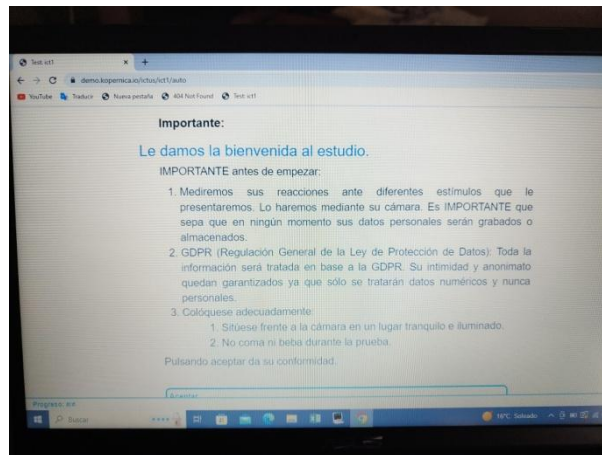 Test ict1
demo.kopernica.io/ictus/ict1/auto
YouTube Traducir Nueva pestaña 404 Not Found Test ict1
Importante:
Le damos la bienvenida al estudio.
IMPORTANTE antes de empezar:
1. Mediremos sus reacciones ante diferentes estímulos que le
presentaremos. Lo haremos mediante su cámara. Es IMPORTANTE que
sepa que en ningún momento sus datos personales serán grabados o
almacenados.
2. GDPR (Regulación General de la Ley de Protección de Datos): Toda la
información será tratada en base a la GDPR. Su intimidad y anonimato
quedan garantizados ya que sólo se tratarán datos numéricos y nunca
personales.
3. Colóquese adecuadamente:
1. Sitúese frente a la cámara en un lugar tranquilo e iluminado.
2. No coma ni beba durante la prueba.
Pulsando aceptar da su conformidad.
Aceptar
Progreso:
Buscar
16°C Soleado